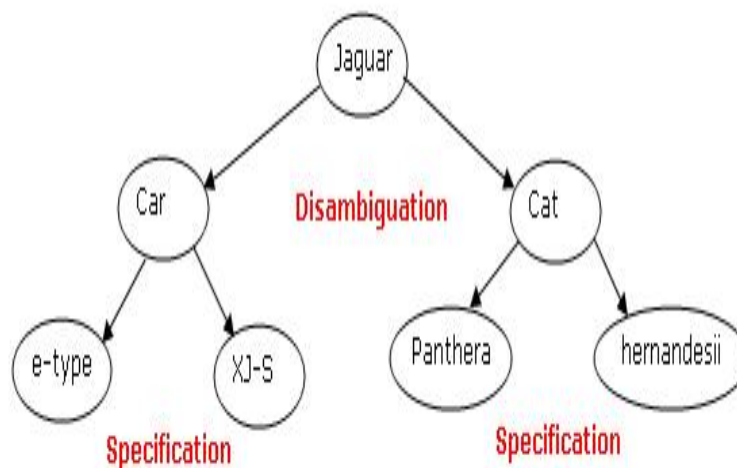 Jaguar
Car
Disambiguation
Cat
e-type
XJ-S
Panthera
hernandesii
Specification
Specification